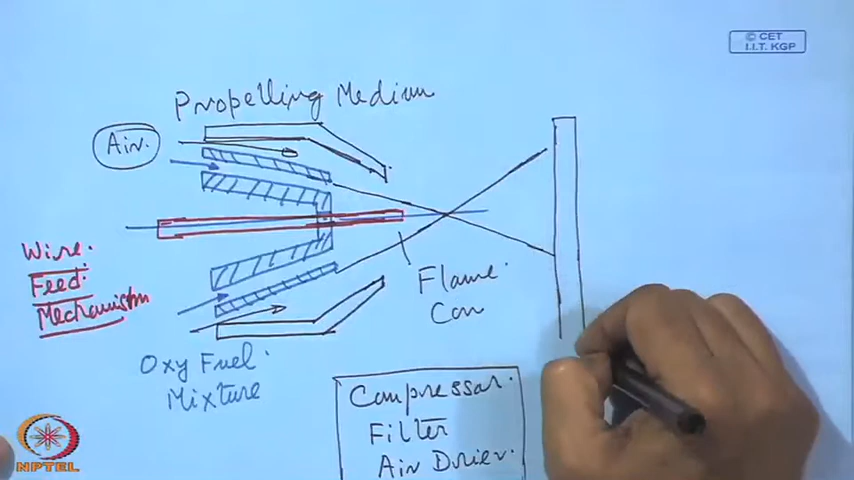 © CET
I.I.T. KGP
Propelling Medium
Air.
Wire.
Feed.
Mechanism
Flame.
Con
Oxy Fuel.
Mixture
Compressor.
Filter
Air Drier.
NPTEL